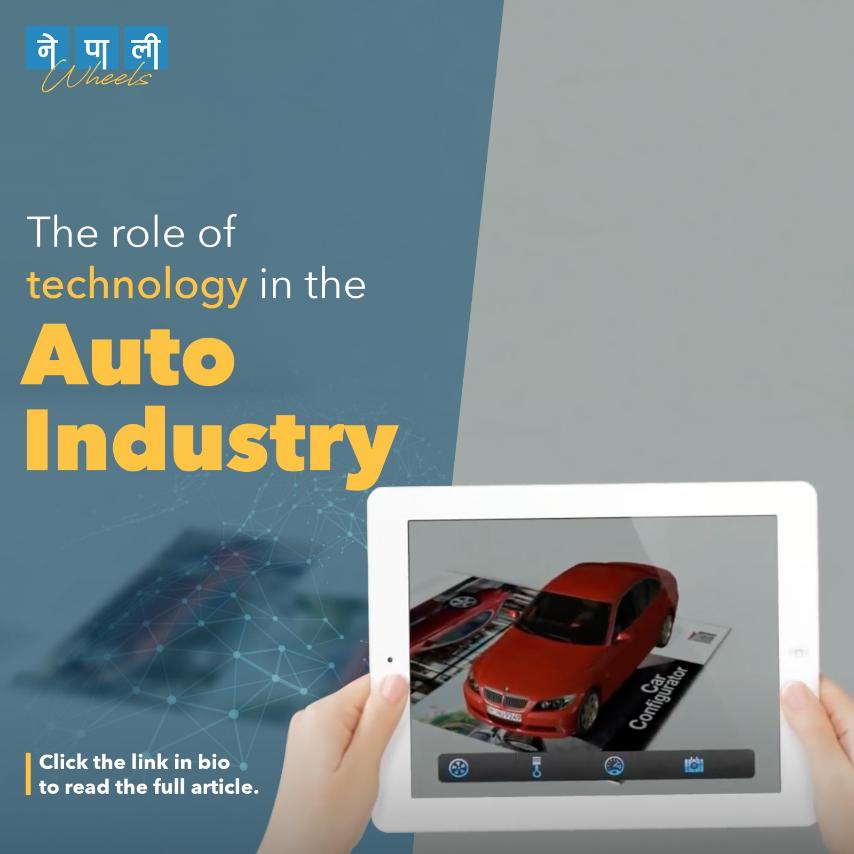 नेपाली
Wheels
The role of
technology in the
Auto
Industry
Car
Configurator
Click the link in bio
to read the full article.